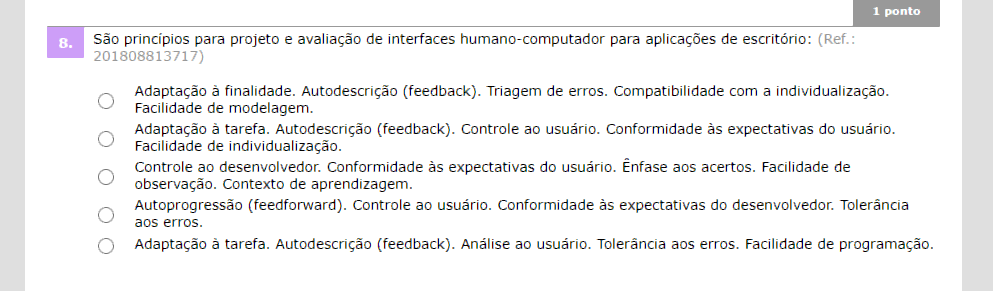 1 ponto
8.
São princípios para projeto e avaliação de interfaces humano-computador para aplicações de escritório: (Ref.:
201808813717)
Adaptação à finalidade. Autodescrição (feedback). Triagem de erros. Compatibilidade com a individualização.
Facilidade de modelagem.
Adaptação à tarefa. Autodescrição (feedback). Controle ao usuário. Conformidade às expectativas do usuário.
Facilidade de individualização.
Controle ao desenvolvedor. Conformidade às expectativas do usuário. Ênfase aos acertos. Facilidade de
observação. Contexto de aprendizagem.
Autoprogressão (feedforward). Controle ao usuário. Conformidade às expectativas do desenvolvedor. Tolerância
aos erros.
Adaptação à tarefa. Autodescrição (feedback). Análise ao usuário. Tolerância aos erros. Facilidade de programação.